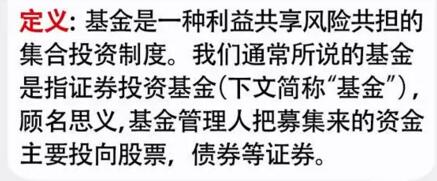 定义: 基金是一种利益共享风险共担的
集合投资制度。我们通常所说的基金
是指证券投资基金(下文简称“基金”),
顾名思义,基金管理人把募集来的资金
主要投向股票，债券等证券。